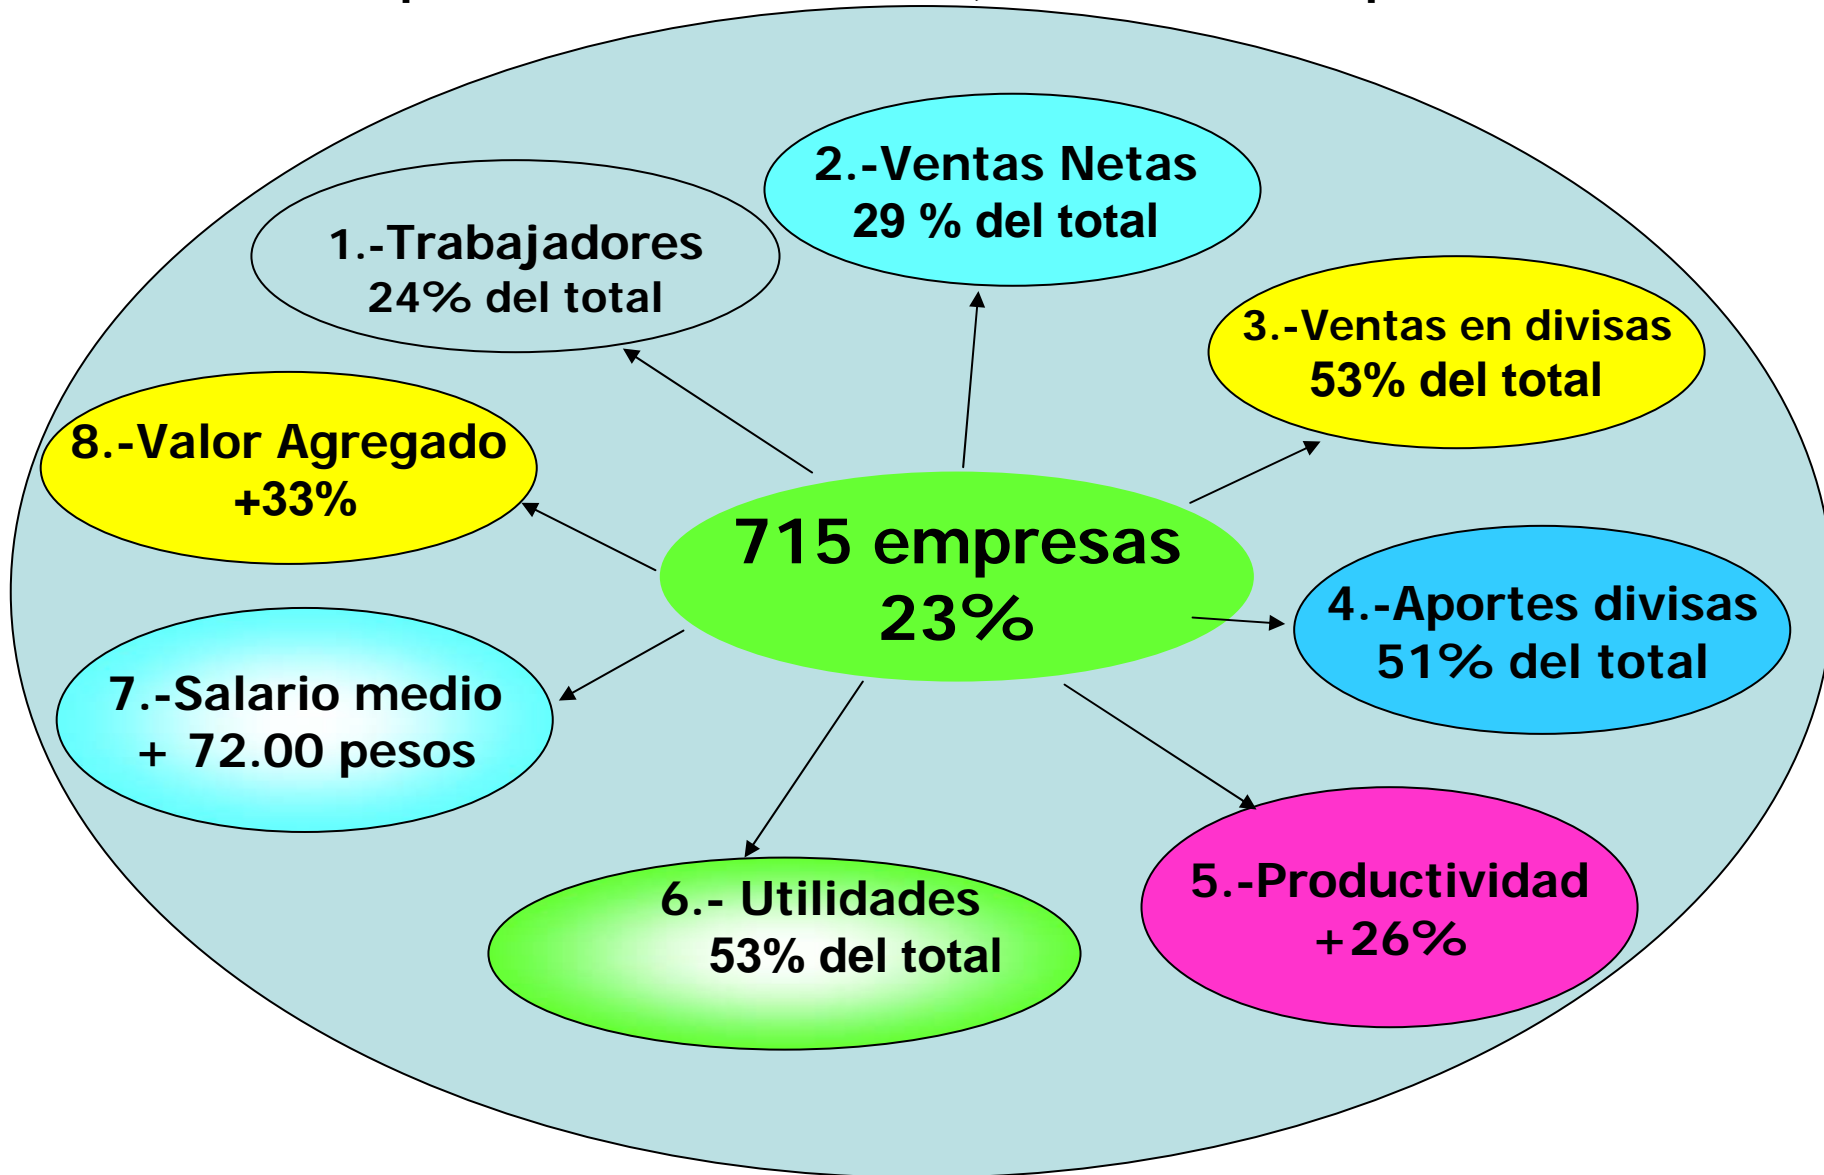 1.-Trabajadores
24% del total
2.-Ventas Netas
29 % del total
3.-Ventas en divisas
53% del total
4.-Aportes divisas
51% del total
5.-Productividad
+26%
6.- Utilidades
53% del total
7.-Salario medio
+ 72.00 pesos
8.-Valor Agregado
+33%
715 empresas
23%